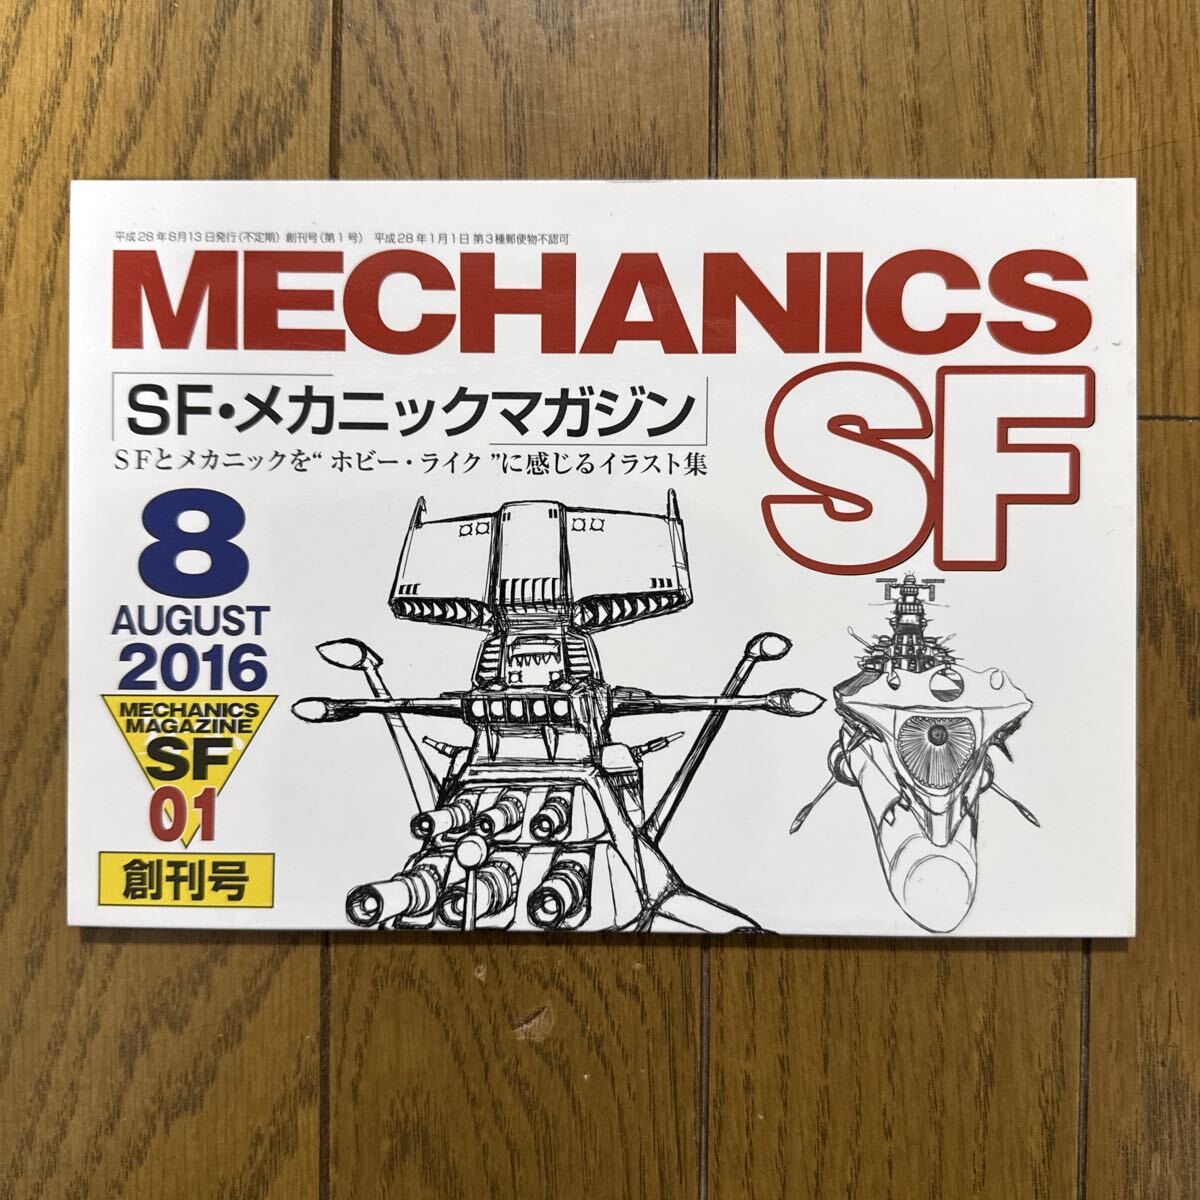 平成28年8月13日発行(不定期) 創刊号(第1号) 平成28年1月1日 第3種郵便物不認可
MECHANICS
SF
SF・メカニックマガジン
SFとメカニックを“ホビー・ライク”に感じるイラスト集
8
AUGUST
2016
MECHANICS
MAGAZINE
SF
01
創刊号